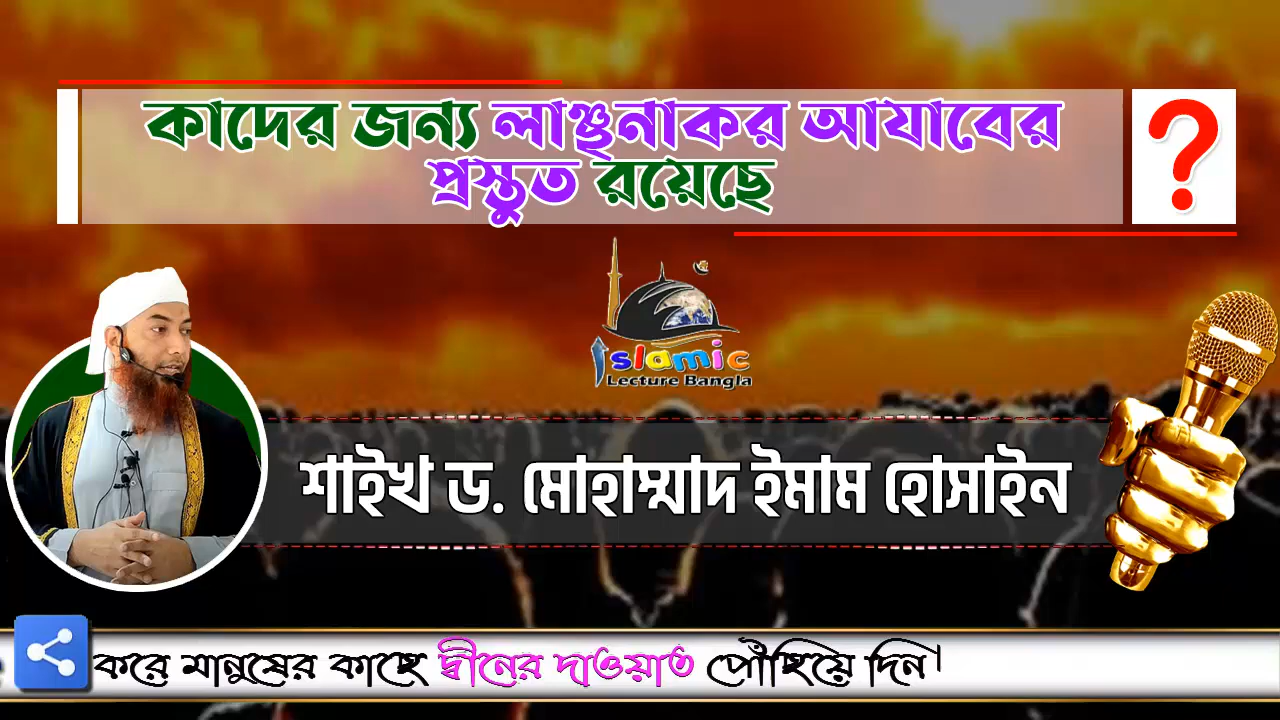 কাদের জন্য লাঞ্ছনাকর আযাবের
প্রস্তুত রয়েছে
?
Islamic
Lecture Bangla
শাইখ ড. মোহাম্মাদ ইমাম হোসাইন
করে মানুষের কাছে দ্বীনের দাওয়াত পৌঁছিয়ে দিন।